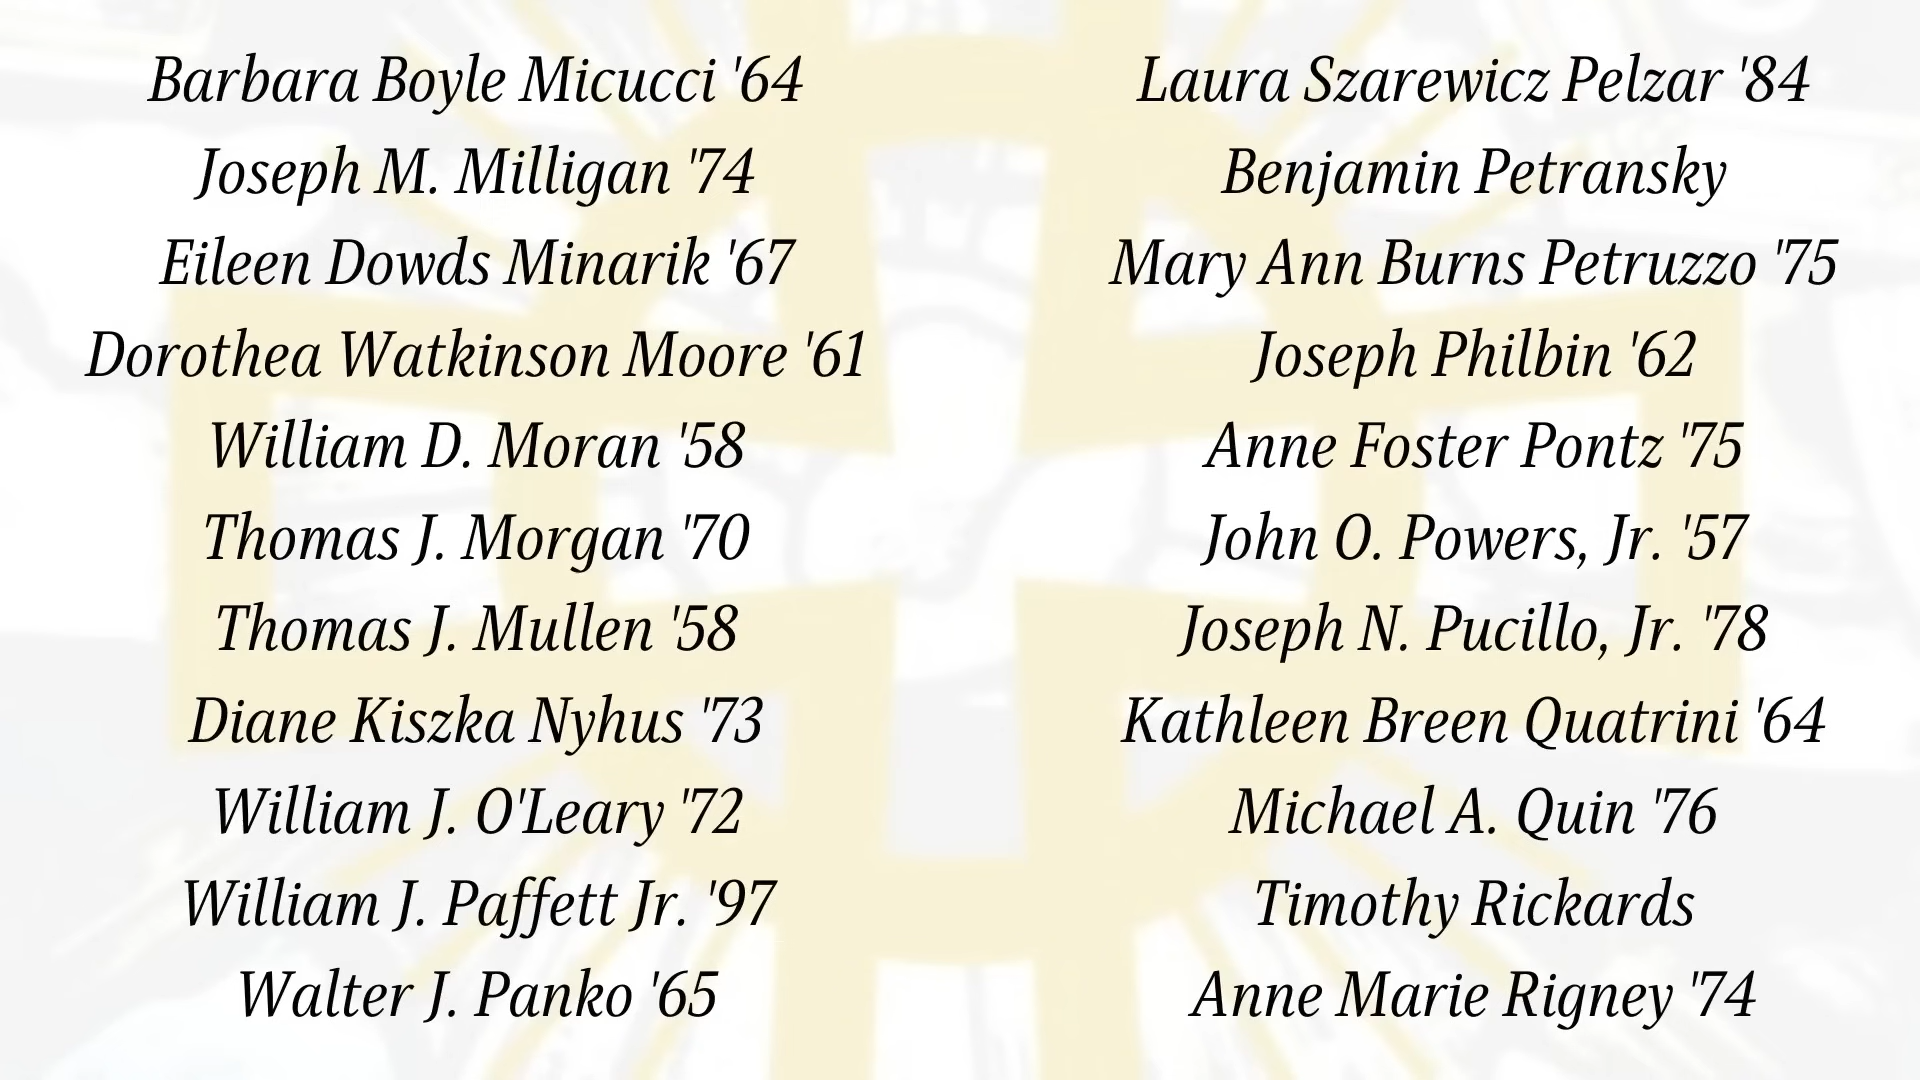 Barbara Boyle Micucci '64
Joseph M. Milligan '74
Eileen Dowds Minarik '67
Dorothea Watkinson Moore '61
William D. Moran '58
Thomas J. Morgan '70
Thomas J. Mullen '58
Diane Kiszka Nyhus '73
William J. O'Leary '72
William J. Paffett Jr. '97
Walter J. Panko '65
Laura Szarewicz Pelzar '84
Benjamin Petransky
Mary Ann Burns Petruzzo '75
Joseph Philbin '62
Anne Foster Pontz '75
John O. Powers, Jr. '57
Joseph N. Pucillo, Jr. '78
Kathleen Breen Quatrini '64
Michael A. Quin '76
Timothy Rickards
Anne Marie Rigney '74